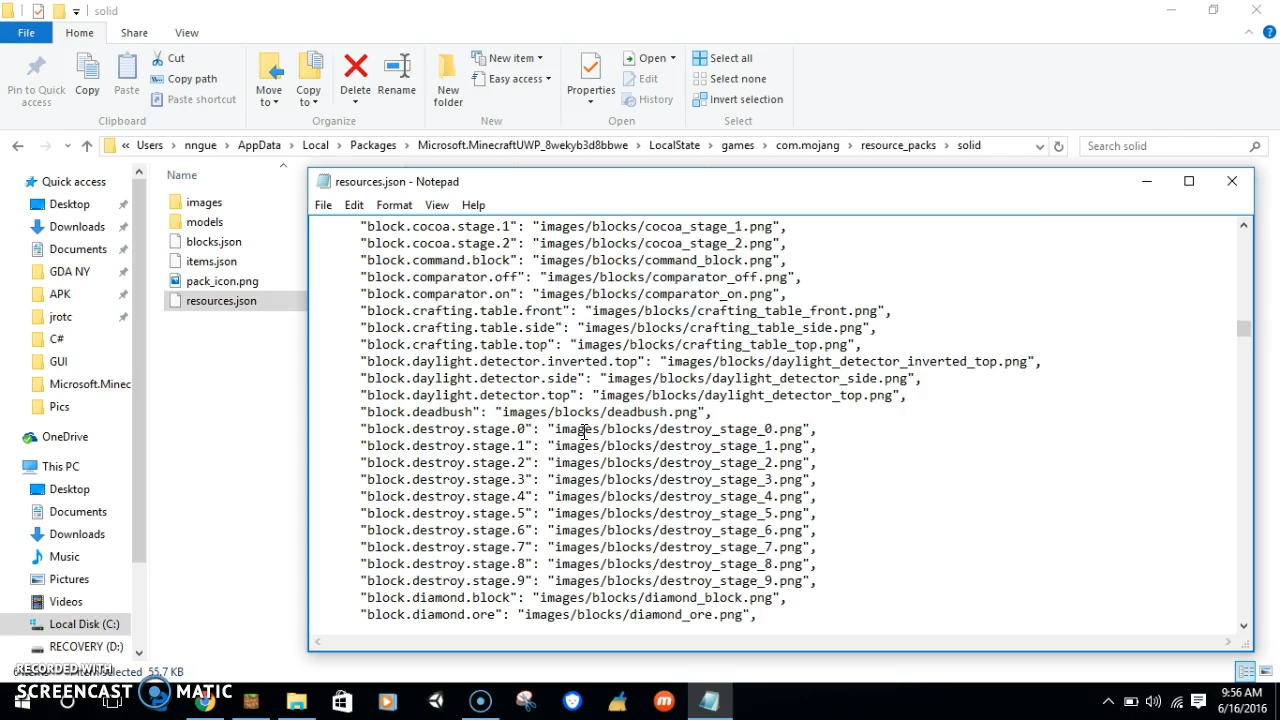 solid
File Home Share View
Pin to Quick access
Copy
Paste
Cut
Copy path
Paste shortcut
Clipboard
Move to
Copy to
Delete
Rename
Organize
New folder
New item
Easy access
New
Properties
Open
Edit
History
Open
Select all
Select none
Invert selection
Select
« Users › nngue › AppData › Local › Packages › Microsoft.MinecraftUWP_8wekyb3d8bbwe › LocalState › games › com.mojang › resource_packs › solid
Search solid
Quick access
Desktop
Downloads
Documents
GDA NY
APK
jrotc
C#
GUI
Microsoft.Minec
Pics
OneDrive
This PC
Desktop
Documents
Downloads
Music
Pictures
Videos
Local Disk (C:)
RECOVERY (D:)
Name
images
models
blocks.json
items.json
pack_icon.png
resources.json
resources.json - Notepad
File Edit Format View Help
"block.cocoa.stage.1": "images/blocks/cocoa_stage_1.png",
"block.cocoa.stage.2": "images/blocks/cocoa_stage_2.png",
"block.command.block": "images/blocks/command_block.png",
"block.comparator.off": "images/blocks/comparator_off.png",
"block.comparator.on": "images/blocks/comparator_on.png",
"block.crafting.table.front": "images/blocks/crafting_table_front.png",
"block.crafting.table.side": "images/blocks/crafting_table_side.png",
"block.crafting.table.top": "images/blocks/crafting_table_top.png",
"block.daylight.detector.inverted.top": "images/blocks/daylight_detector_inverted_top.png",
"block.daylight.detector.side": "images/blocks/daylight_detector_side.png",
"block.daylight.detector.top": "images/blocks/daylight_detector_top.png",
"block.deadbush": "images/blocks/deadbush.png",
"block.destroy.stage.0": "images/blocks/destroy_stage_0.png",
"block.destroy.stage.1": "images/blocks/destroy_stage_1.png",
"block.destroy.stage.2": "images/blocks/destroy_stage_2.png",
"block.destroy.stage.3": "images/blocks/destroy_stage_3.png",
"block.destroy.stage.4": "images/blocks/destroy_stage_4.png",
"block.destroy.stage.5": "images/blocks/destroy_stage_5.png",
"block.destroy.stage.6": "images/blocks/destroy_stage_6.png",
"block.destroy.stage.7": "images/blocks/destroy_stage_7.png",
"block.destroy.stage.8": "images/blocks/destroy_stage_8.png",
"block.destroy.stage.9": "images/blocks/destroy_stage_9.png",
"block.diamond.block": "images/blocks/diamond_block.png",
"block.diamond.ore": "images/blocks/diamond_ore.png",
55.7 KB
RECORDED WITH
SCREENCAST MATIC
9:56 AM
6/16/2016